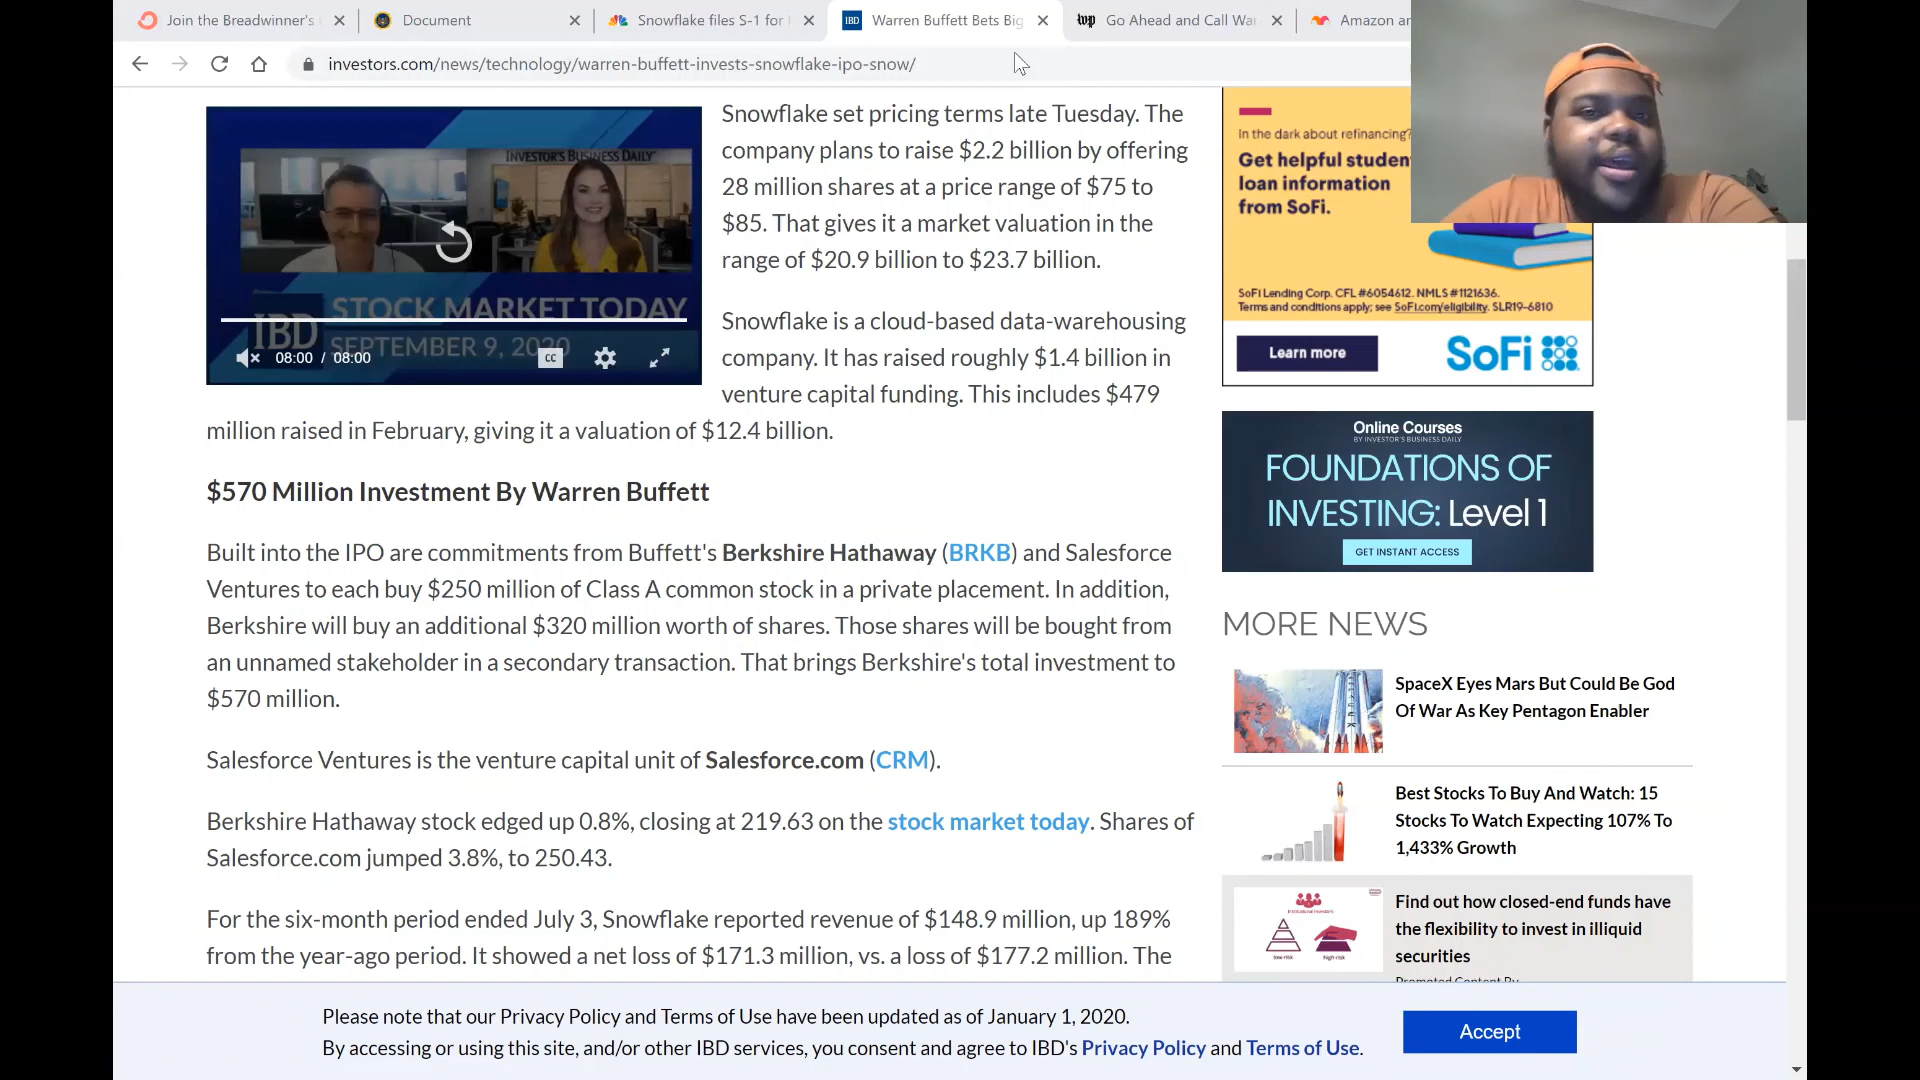 Join the Breadwinner's
Document
Snowflake files S-1 for
IBD
Warren Buffett Bets Big
wp
Go Ahead and Call War
Amazon an
investors.com/news/technology/warren-buffett-invests-snowflake-ipo-snow/
INVESTOR'S BUSINESS DAILY
IBD
STOCK MARKET TODAY
SEPTEMBER 9, 2020
08:00 / 08:00
CC
Snowflake set pricing terms late Tuesday. The
company plans to raise $2.2 billion by offering
28 million shares at a price range of $75 to
$85. That gives it a market valuation in the
range of $20.9 billion to $23.7 billion.
Snowflake is a cloud-based data-warehousing
company. It has raised roughly $1.4 billion in
venture capital funding. This includes $479
million raised in February, giving it a valuation of $12.4 billion.
$570 Million Investment By Warren Buffett
Built into the IPO are commitments from Buffett's Berkshire Hathaway (BRKB) and Salesforce
Ventures to each buy $250 million of Class A common stock in a private placement. In addition,
Berkshire will buy an additional $320 million worth of shares. Those shares will be bought from
an unnamed stakeholder in a secondary transaction. That brings Berkshire's total investment to
$570 million.
Salesforce Ventures is the venture capital unit of Salesforce.com (CRM).
Berkshire Hathaway stock edged up 0.8%, closing at 219.63 on the stock market today. Shares of
Salesforce.com jumped 3.8%, to 250.43.
For the six-month period ended July 3, Snowflake reported revenue of $148.9 million, up 189%
from the year-ago period. It showed a net loss of $171.3 million, vs. a loss of $177.2 million. The
In the dark about refinancing?
Get helpful studen
loan information
from SoFi.
SoFi Lending Corp. CFL #6054612. NMLS #1121636.
Terms and conditions apply; see SoFi.com/eligibility. SLR19-6810
Learn more
SoFi
Online Courses
BY INVESTOR'S BUSINESS DAILY
FOUNDATIONS OF
INVESTING: Level 1
GET INSTANT ACCESS
MORE NEWS
SpaceX Eyes Mars But Could Be God
Of War As Key Pentagon Enabler
Best Stocks To Buy And Watch: 15
Stocks To Watch Expecting 107% To
1,433% Growth
Institutional Investors
low-risk
high-risk
Find out how closed-end funds have
the flexibility to invest in illiquid
securities
Promoted Content By
Please note that our Privacy Policy and Terms of Use have been updated as of January 1, 2020.
By accessing or using this site, and/or other IBD services, you consent and agree to IBD's Privacy Policy and Terms of Use.
Accept